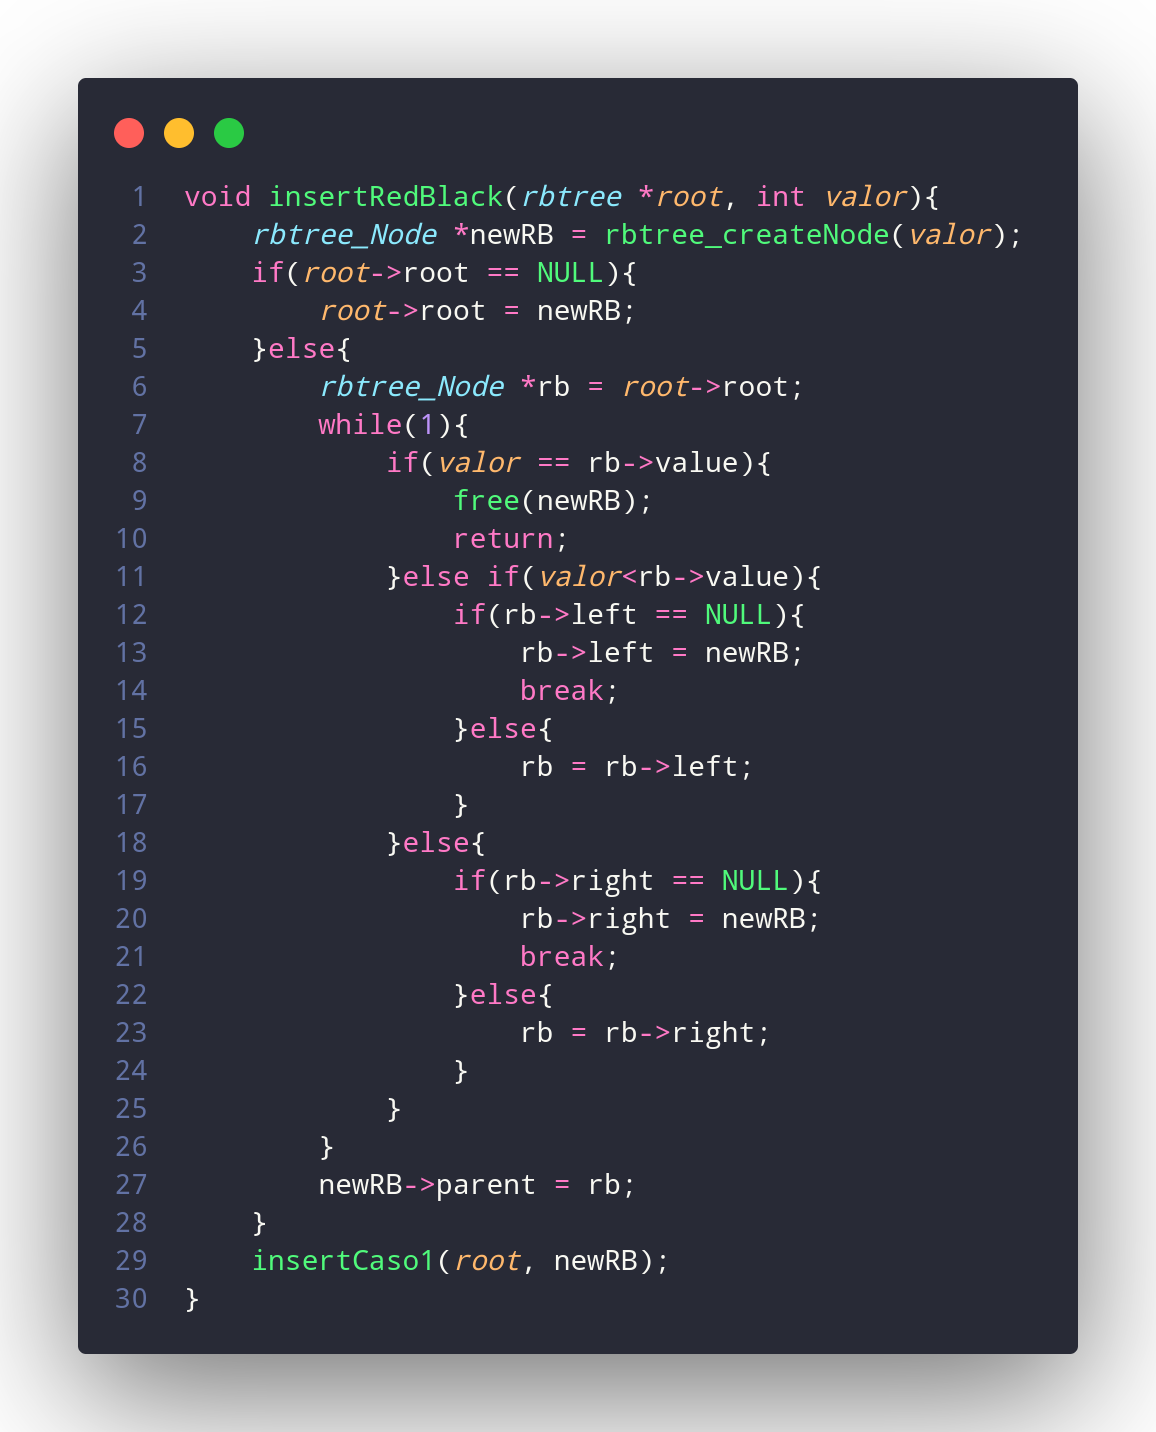 1 void insertRedBlack(rbtree *root, int valor){
2     rbtree_Node *newRB = rbtree_createNode(valor);
3     if(root->root == NULL){
4         root->root = newRB;
5     }else{
6         rbtree_Node *rb = root->root;
7         while(1){
8             if(valor == rb->value){
9                 free(newRB);
10                 return;
11             }else if(valor<rb->value){
12                 if(rb->left == NULL){
13                     rb->left = newRB;
14                     break;
15                 }else{
16                     rb = rb->left;
17                 }
18             }else{
19                 if(rb->right == NULL){
20                     rb->right = newRB;
21                     break;
22                 }else{
23                     rb = rb->right;
24                 }
25             }
26         }
27         newRB->parent = rb;
28     }
29     insertCaso1(root, newRB);
30 }